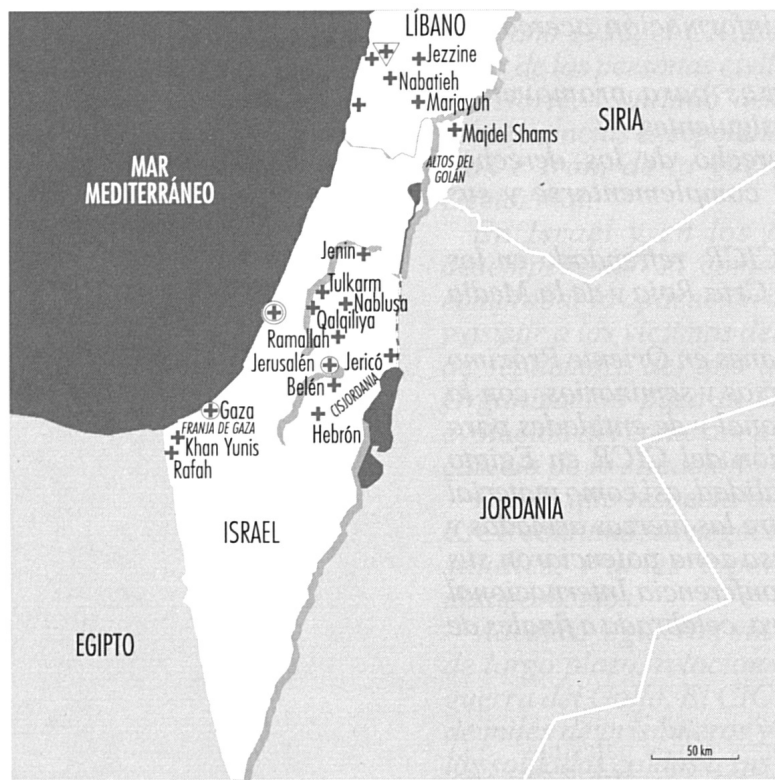 LÍBANO
Jezzine
Nabatieh
Marjayuh
SIRIA
Majdel Shams
ALTOS DEL
GOLÁN
MAR
MEDITERRÁNEO
Jenin
Tulkarm
Nablusa
Qalqiliya
Ramallah
Jerusalén
Jericó
Belén
CISJORDANIA
Gaza
FRANJA DE GAZA
Khan Yunis
Rafah
Hebrón
ISRAEL
JORDANIA
EGIPTO
50 km